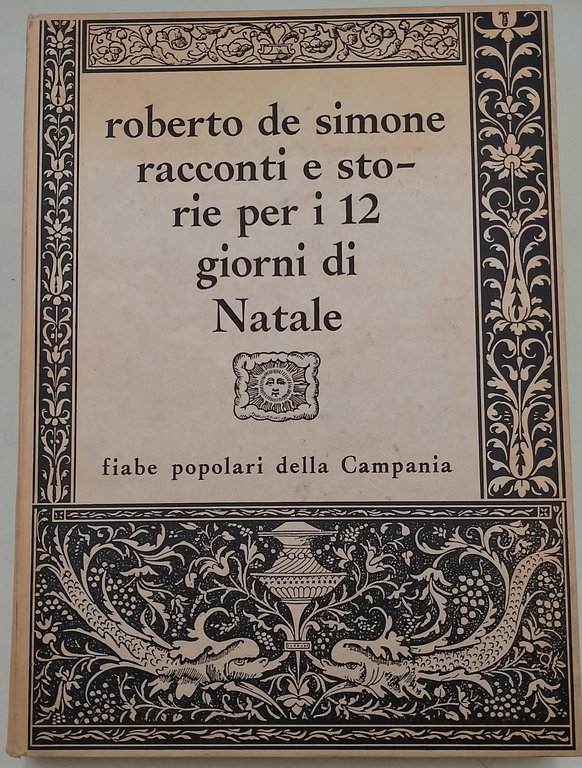 roberto de simone
racconti e sto-
rie per i 12
giorni di
Natale
fiabe popolari della Campania